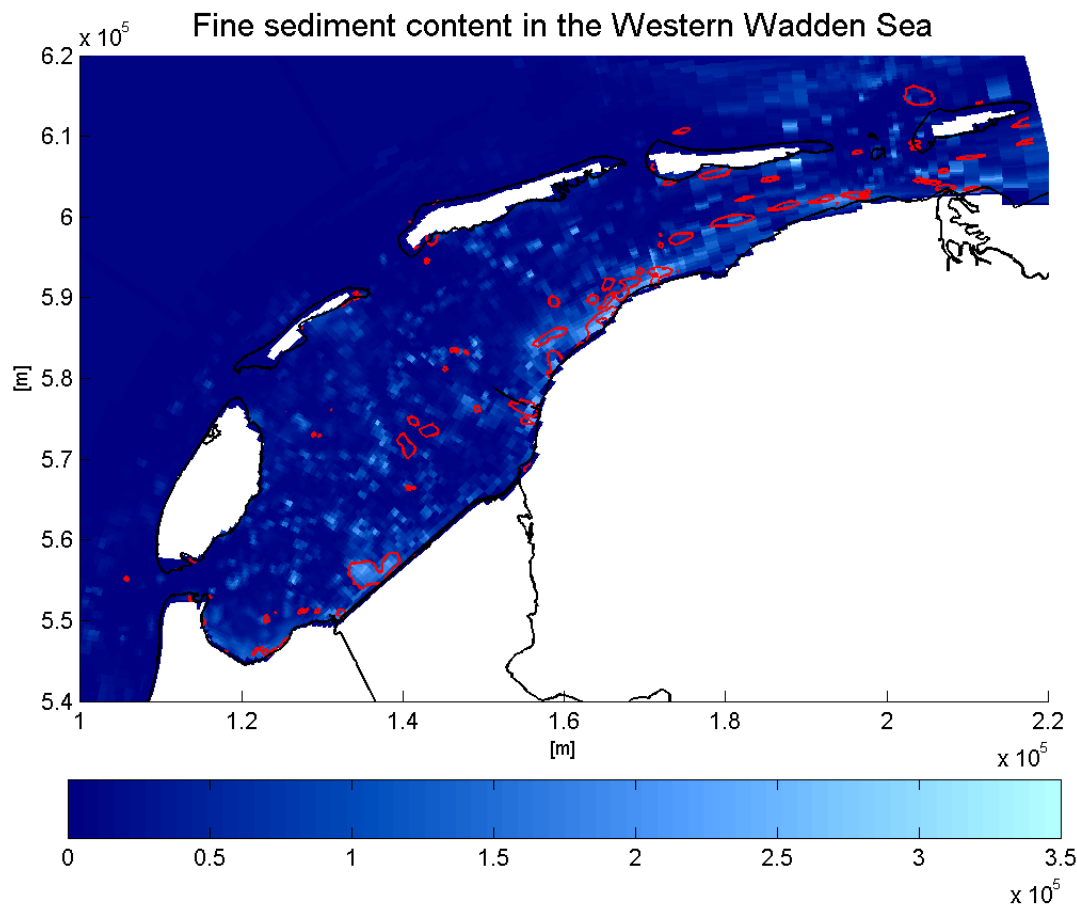 Fine sediment content in the Western Wadden Sea
x 10^5
6.2
6.1
6
5.9
5.8
5.7
5.6
5.5
5.4
[m]
1 1.2 1.4 1.6 1.8 2 2.2
[m]
x 10^5
0 0.5 1 1.5 2 2.5 3 3.5
x 10^5